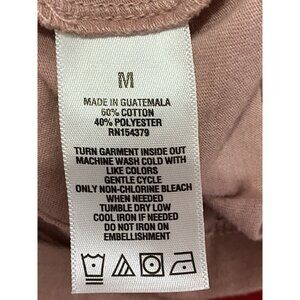 M
MADE IN GUATEMALA
60% COTTON
40% POLYESTER
RN154379
TURN GARMENT INSIDE OUT
MACHINE WASH COLD WITH
LIKE COLORS
GENTLE CYCLE
ONLY NON-CHLORINE BLEACH
WHEN NEEDED
TUMBLE DRY LOW
COOL IRON IF NEEDED
DO NOT IRON ON
EMBELLISHMENT